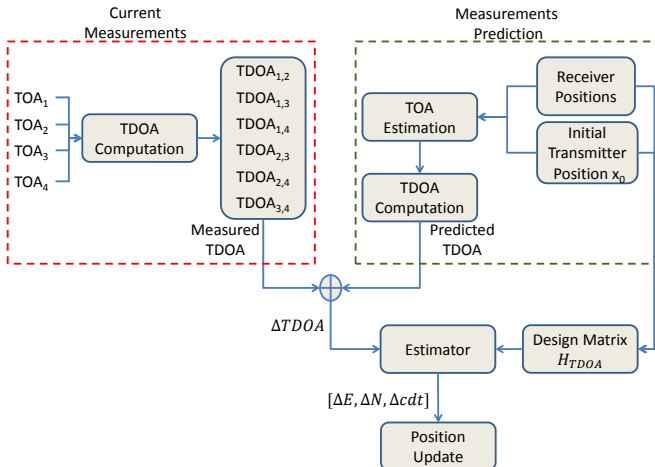 Current
Measurements
Measurements
Prediction
TOA1
TOA2
TOA3
TOA4
TDOA
Computation
TDOA1,2
TDOA1,3
TDOA1,4
TDOA2,3
TDOA2,4
TDOA3,4
Measured
TDOA
TOA
Estimation
TDOA
Computation
Predicted
TDOA
Receiver
Positions
Initial
Transmitter
Position x0
ΔTDOA
Estimator
Design Matrix
HTDOA
[ΔE, ΔN, Δcdt]
Position
Update